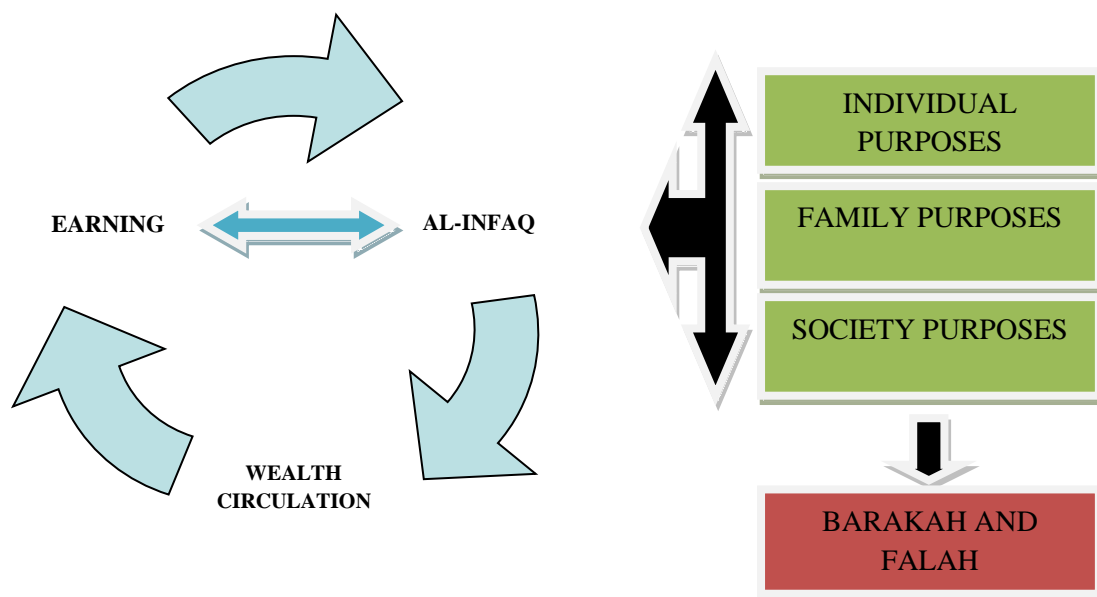 EARNING
AL-INFAQ
WEALTH
CIRCULATION
INDIVIDUAL
PURPOSES
FAMILY PURPOSES
SOCIETY PURPOSES
BARAKAH AND
FALAH